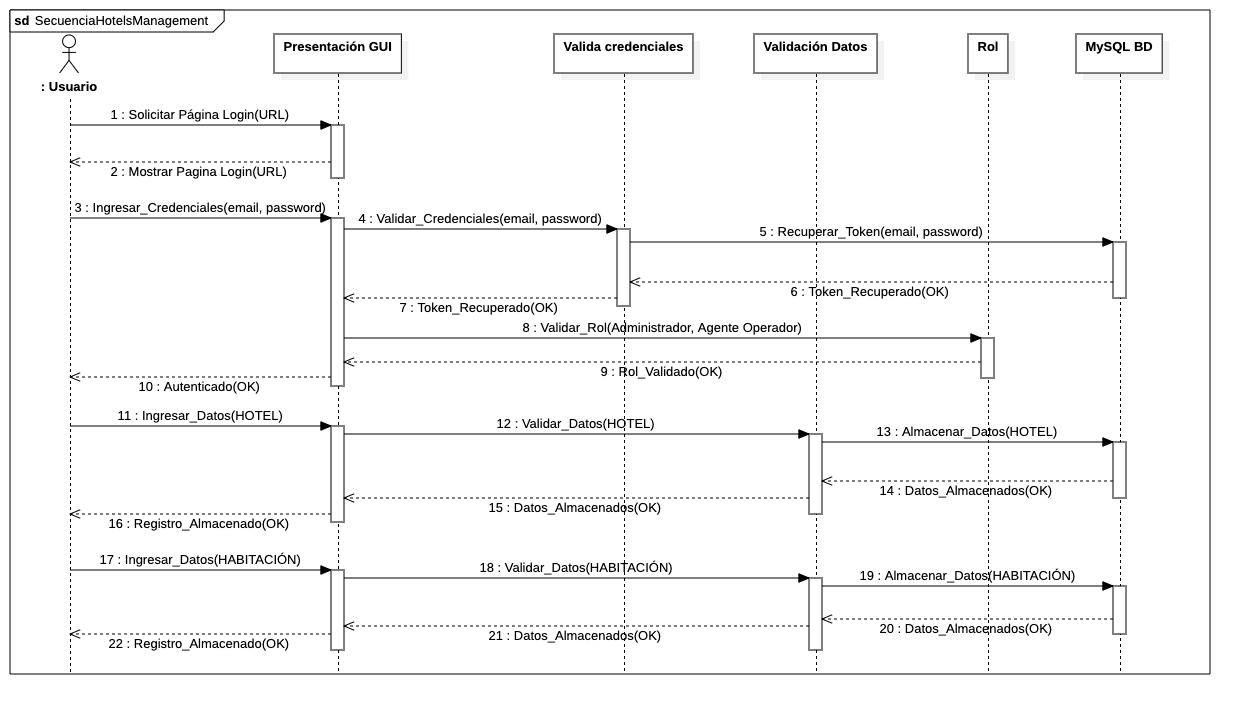 sd SecuenciaHotelsManagement
Presentación GUI
Valida credenciales
Validación Datos
Rol
MySQL BD
: Usuario
1 : Solicitar Página Login(URL)
2 : Mostrar Pagina Login(URL)
3 : Ingresar_Credenciales(email, password)
4 : Validar_Credenciales(email, password)
5 : Recuperar_Token(email, password)
6 : Token_Recuperado(OK)
7 : Token_Recuperado(OK)
8 : Validar_Rol(Administrador, Agente Operador)
9 : Rol_Validado(OK)
10 : Autenticado(OK)
11 : Ingresar_Datos(HOTEL)
12 : Validar_Datos(HOTEL)
13 : Almacenar_Datos(HOTEL)
14 : Datos_Almacenados(OK)
15 : Datos_Almacenados(OK)
16 : Registro_Almacenado(OK)
17 : Ingresar_Datos(HABITACIÓN)
18 : Validar_Datos(HABITACIÓN)
19 : Almacenar_Datos(HABITACIÓN)
20 : Datos_Almacenados(OK)
21 : Datos_Almacenados(OK)
22 : Registro_Almacenado(OK)